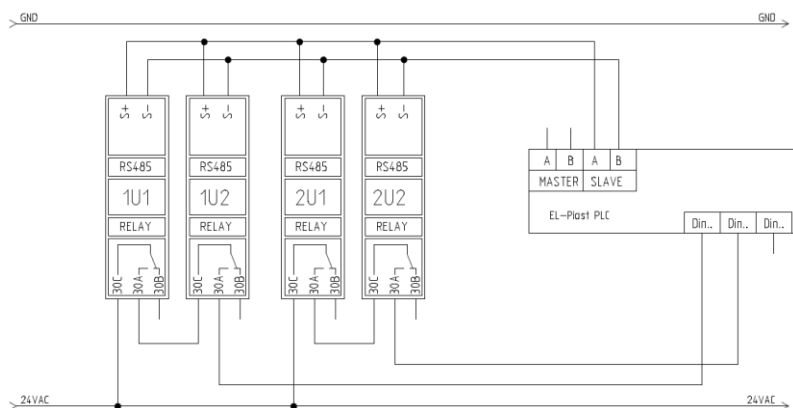 GND GND
S+ S- S+ S- S+ S- S+ S-
RS485 RS485 RS485 RS485
A B A B
1U1 1U2 2U1 2U2
MASTER SLAVE
EL-Plast PLC
RELAY RELAY RELAY RELAY
Din.. Din.. Din..
30C 30A 30B 30C 30A 30B 30C 30A 30B 30C 30A 30B
24VAC 24VAC